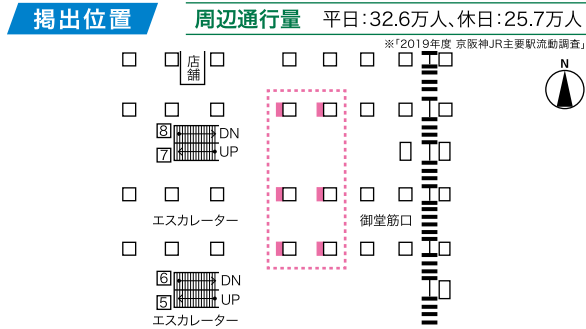 掲出位置
周辺通行量 平日：32.6万人、休日：25.7万人
※「2019年度 京阪神JR主要駅流動調査」
店舗
N
8 DN
7 UP
エスカレーター
御堂筋口
6 DN
5 UP
エスカレーター